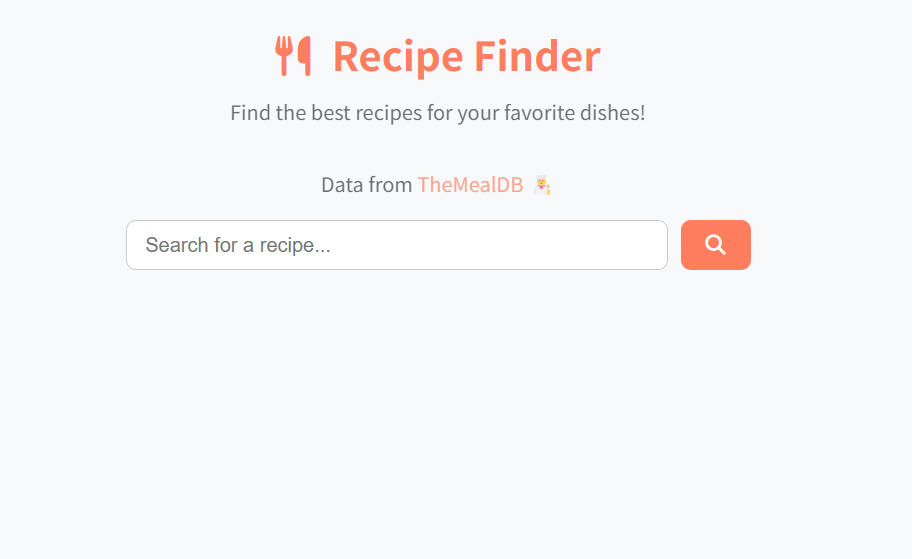 Recipe Finder
Find the best recipes for your favorite dishes!
Data from TheMealDB
Search for a recipe...